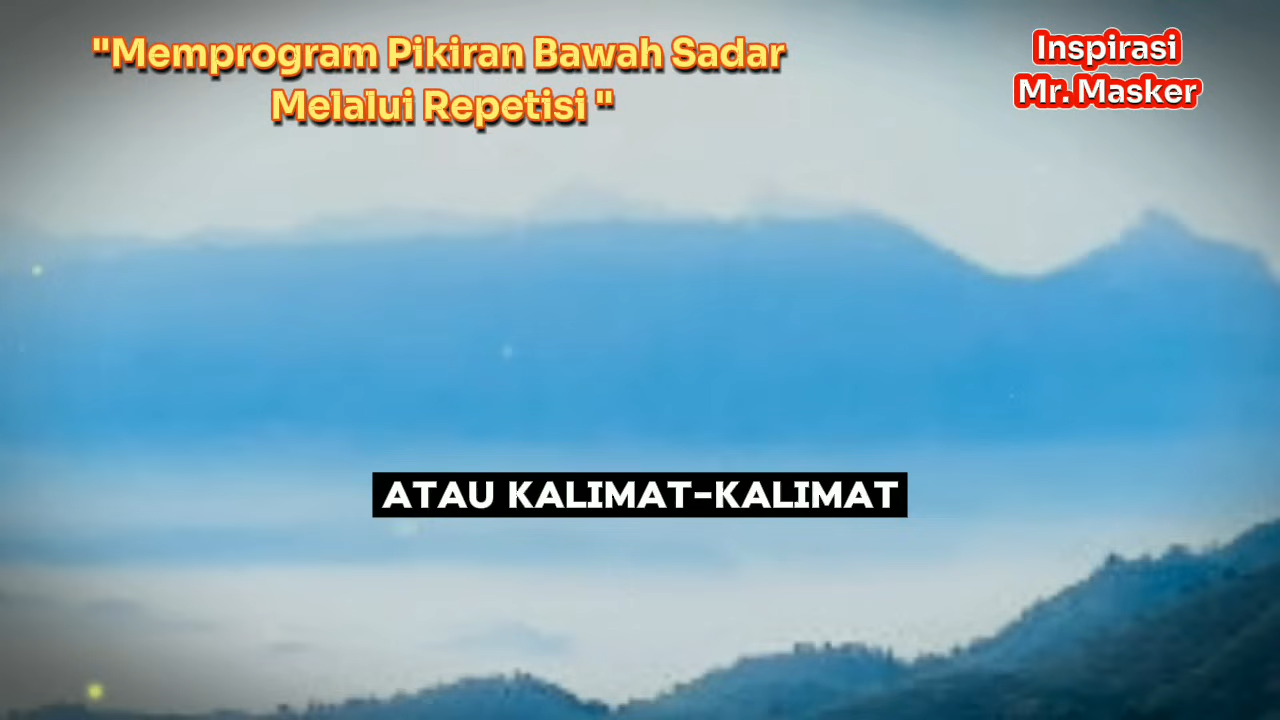 "Memprogram Pikiran Bawah Sadar
Melalui Repetisi "
Inspirasi
Mr. Masker
ATAU KALIMAT-KALIMAT